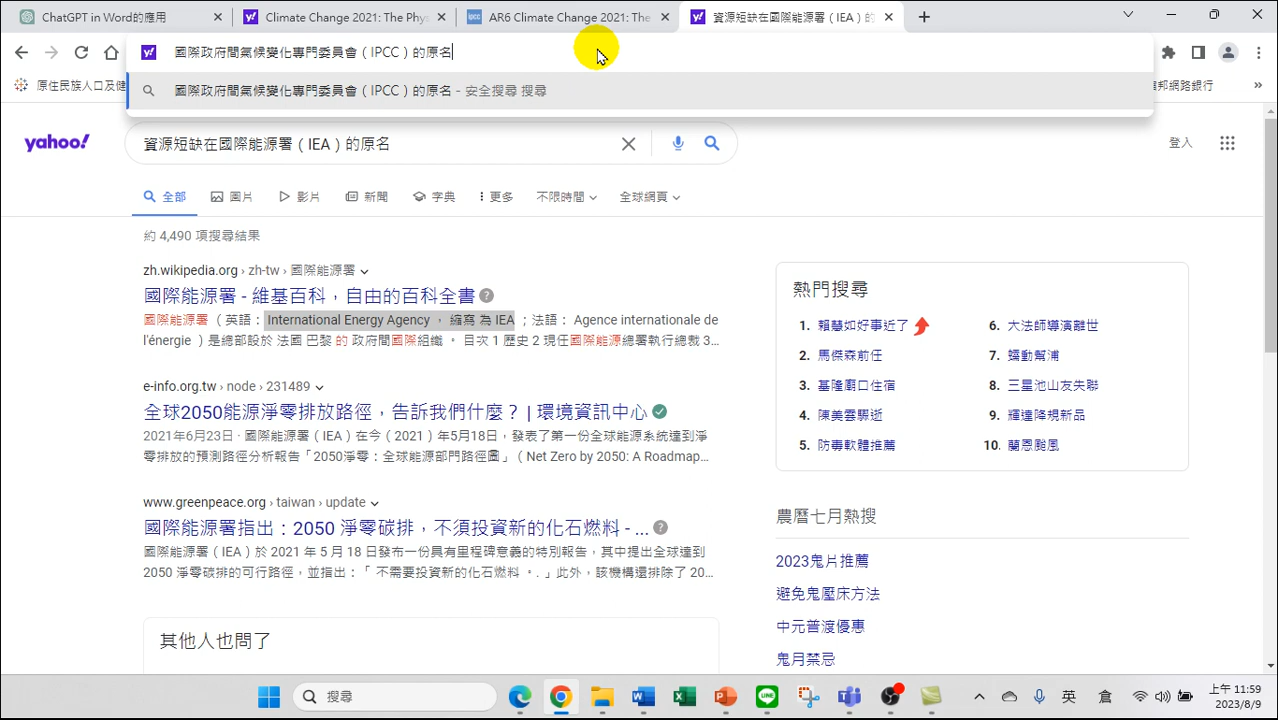 ChatGPT in Word的應用
Climate Change 2021: The Phy
AR6 Climate Change 2021: The
資源短缺在國際能源署（IEA）的
國際政府間氣候變化專門委員會（IPCC）的原名
國際政府間氣候變化專門委員會（IPCC）的原名 - 安全搜尋 搜尋
原住民族人口及健
邦網路銀行
yahoo!
資源短缺在國際能源署（IEA）的原名
登入
全部 圖片 影片 新聞 字典 更多 不限時間 全球網頁
約 4,490 項搜尋結果
zh.wikipedia.org › zh-tw › 國際能源署
國際能源署 - 維基百科，自由的百科全書
國際能源署（英語：International Energy Agency，縮寫 為 IEA；法語：Agence internationale de
l'énergie）是總部設於 法國 巴黎 的 政府間國際組織。目次 1 歷史 2 現任國際能源總署執行總裁 3...
e-info.org.tw › node › 231489
全球2050能源淨零排放路徑，告訴我們什麼？ | 環境資訊中心
2021年6月23日 · 國際能源署（IEA）在今（2021）年5月18日，發表了第一份全球能源系統達到淨
零排放的預測路徑分析報告「2050淨零：全球能源部門路徑圖」（Net Zero by 2050: A Roadmap...
www.greenpeace.org › taiwan › update
國際能源署指出：2050 淨零碳排，不須投資新的化石燃料 - ...
國際能源署（IEA）於 2021 年 5 月 18 日發布一份具有里程碑意義的特別報告，其中提出全球達到
2050 淨零碳排的可行路徑，並指出：「 不需要投資新的化石燃料 。. 」此外，該機構還排除了 20...
其他人也問了
熱門搜尋
1. 賴慧如好事近了
2. 馬傑森前任
3. 基隆廟口住宿
4. 陳美雲驟逝
5. 防毒軟體推薦
6. 大法師導演離世
7. 嬉動幫浦
8. 三星池山友失聯
9. 輝達降規新品
10. 蘭恩颱風
農曆七月熱搜
2023鬼片推薦
避免鬼壓床方法
中元普渡優惠
鬼月禁忌
搜尋
英
倉
上午 11:59
2023/8/9